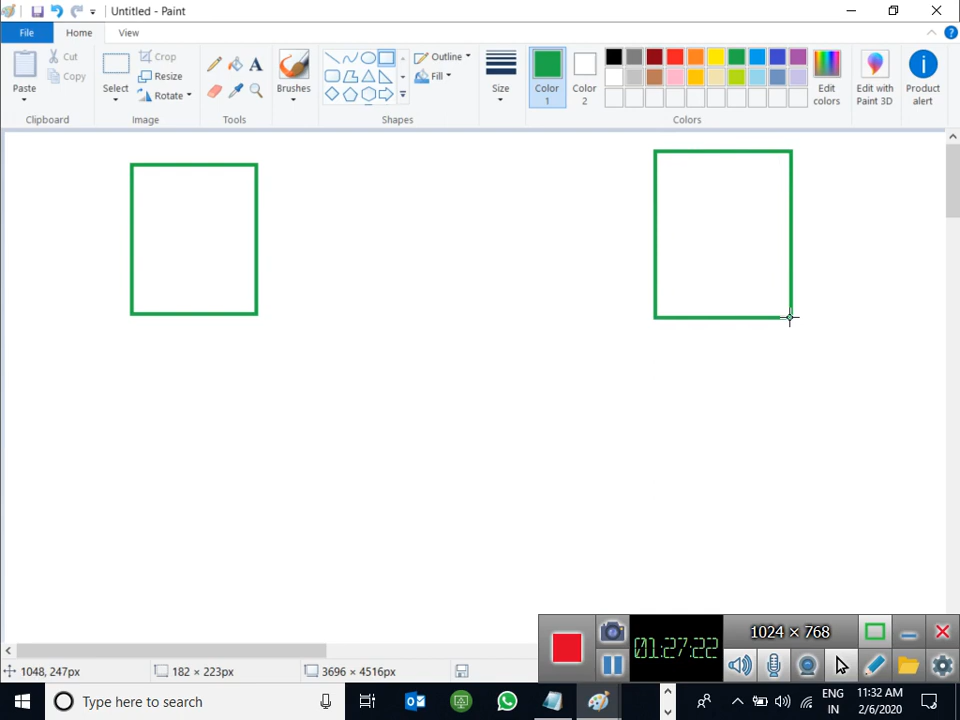 Untitled - Paint
File
Home
View
Paste
Cut
Copy
Clipboard
Select
Crop
Resize
Rotate
Image
A
Tools
Brushes
Outline
Fill
Shapes
Size
Color 1
Color 2
Edit colors
Colors
Edit with Paint 3D
Product alert
1048, 247px
182 × 223px
3696 × 4516px
01:27:22
1024 × 768
Type here to search
ENG
IN
11:32 AM
2/6/2020